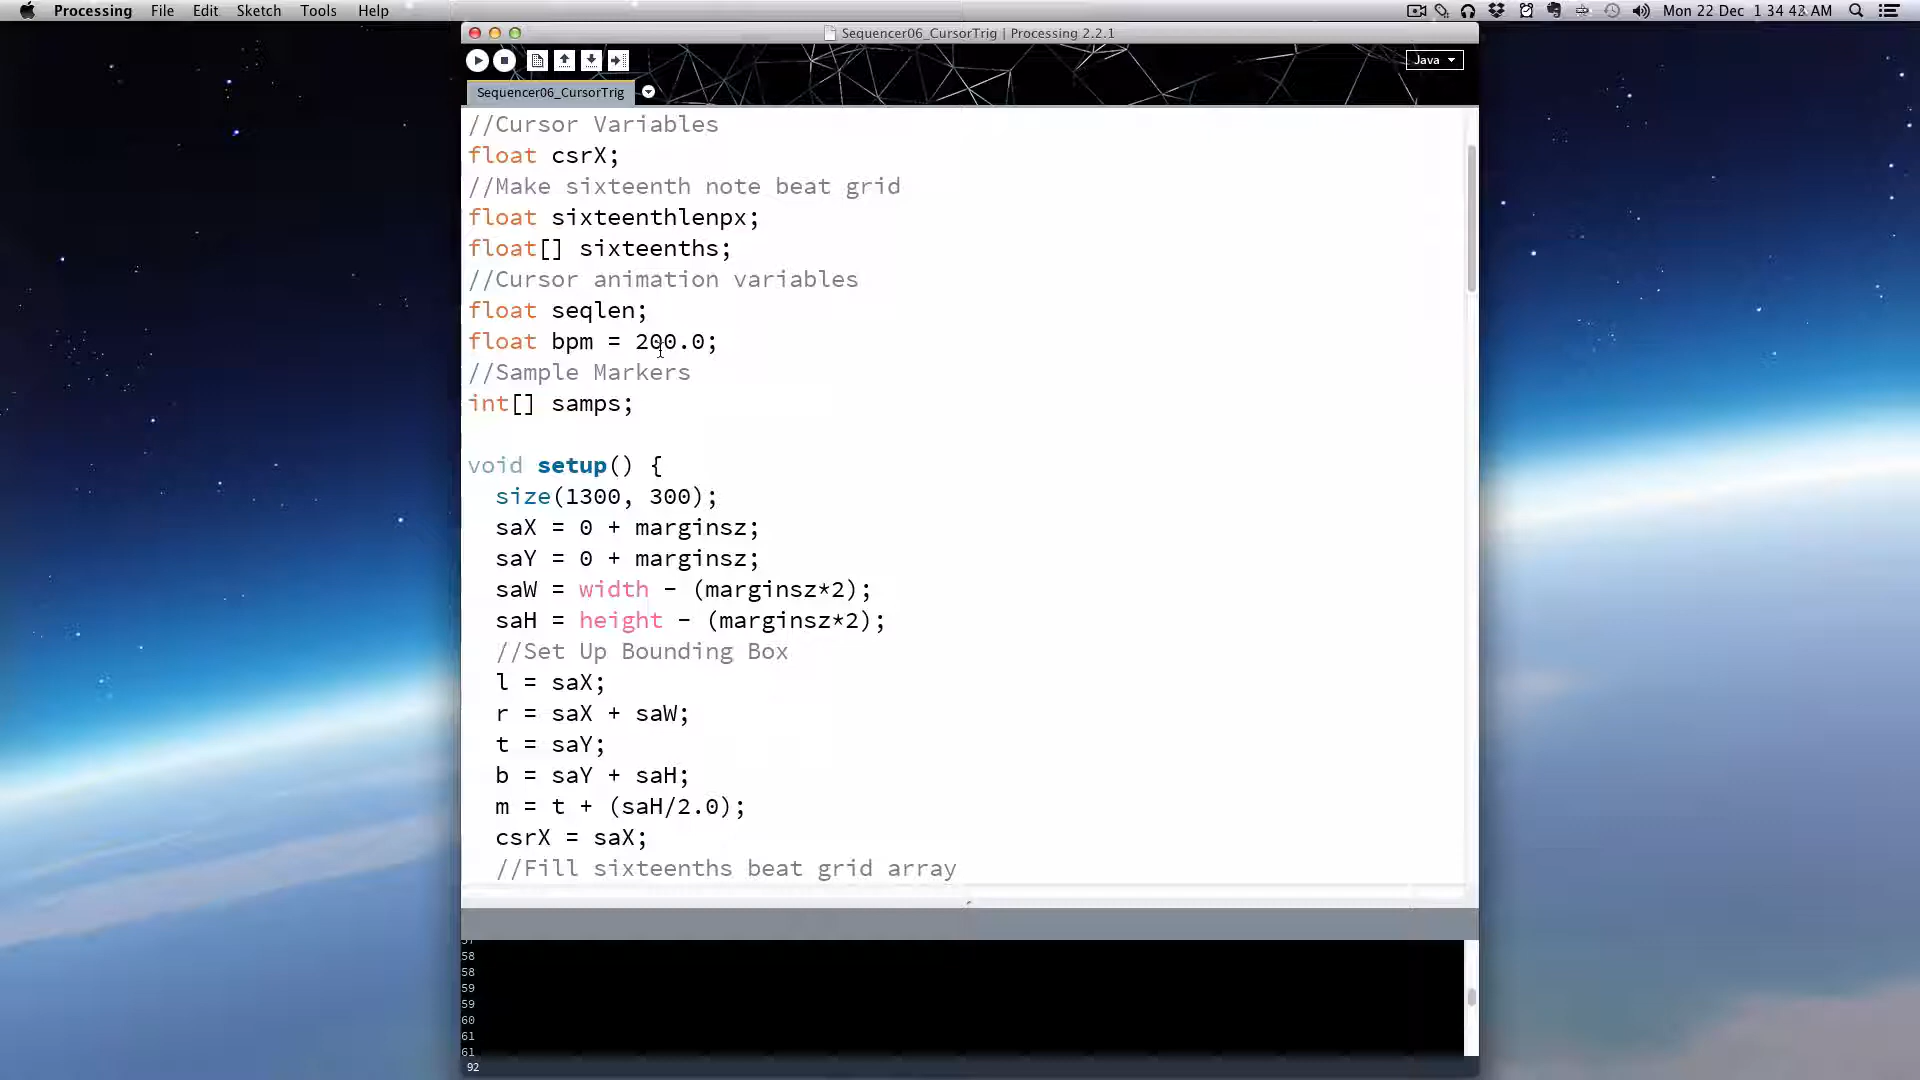 Processing File Edit Sketch Tools Help Mon 22 Dec 1 34 43 AM
Sequencer06_CursorTrig | Processing 2.2.1
Java
Sequencer06_CursorTrig
//Cursor Variables
float csrX;
//Make sixteenth note beat grid
float sixteenthlenpx;
float[] sixteenths;
//Cursor animation variables
float seqlen;
float bpm = 200.0;
//Sample Markers
int[] samps;
void setup() {
size(1300, 300);
saX = 0 + marginsz;
saY = 0 + marginsz;
saW = width - (marginsz*2);
saH = height - (marginsz*2);
//Set Up Bounding Box
l = saX;
r = saX + saW;
t = saY;
b = saY + saH;
m = t + (saH/2.0);
csrX = saX;
//Fill sixteenths beat grid array
57
58
58
59
59
60
61
61
92